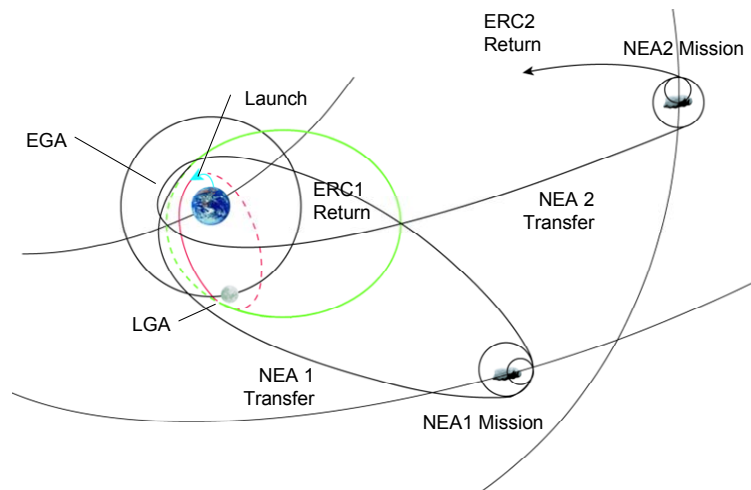 ERC2
Return
NEA2 Mission
Launch
EGA
ERC1
Return
NEA 2
Transfer
LGA
NEA 1
Transfer
NEA1 Mission